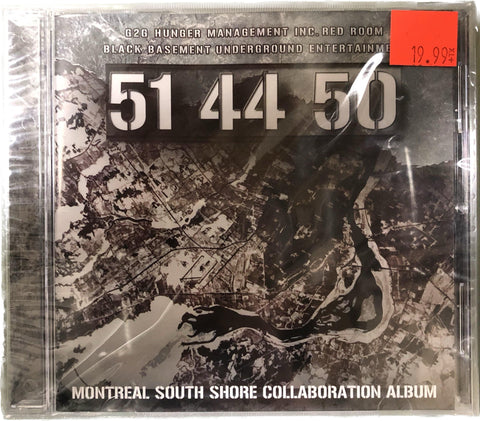 G2G HUNGER MANAGEMENT INC. RED ROOM
BLACK BASEMENT UNDERGROUND
51 44 50
MONTREAL SOUTH SHORE COLLABORATION ALBUM
19.99